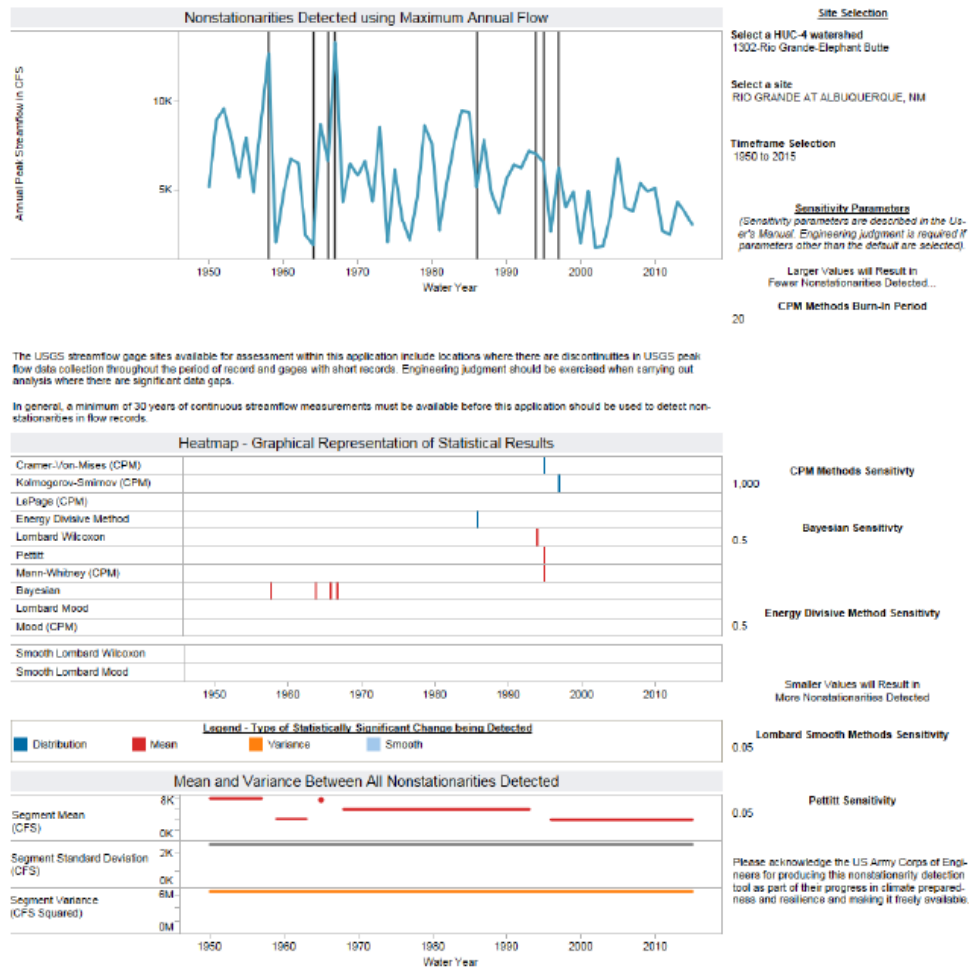 Nonstationarities Detected using Maximum Annual Flow
Annual Peak Streamflow in CFS
10K
5K
1950 1960 1970 1980 1990 2000 2010
Water Year
Site Selection
Select a HUC-4 watershed
1302-Rio Grande-Elephant Butte
Select a site
RIO GRANDE AT ALBUQUERQUE, NM
Timeframe Selection
1950 to 2015
Sensitivity Parameters
(Sensitivity parameters are described in the Us-
er's Manual. Engineering judgment is required if
parameters other than the default are selected).
Larger Values will Result in
Fewer Nonstationarities Detected...
CPM Methods Burn-In Period
20
The USGS streamflow gage sites available for assessment within this application include locations where there are discontinuities in USGS peak
flow data collection throughout the period of record and gages with short records. Engineering judgment should be exercised when carrying out
analysis where there are significant data gaps.
In general, a minimum of 30 years of continuous streamflow measurements must be available before this application should be used to detect non-
stationarities in flow records.
Heatmap - Graphical Representation of Statistical Results
Cramer-Von-Mises (CPM)
Kolmogorov-Smirnov (CPM)
LePage (CPM)
Energy Divisive Method
Lombard Wilcoxon
Pettitt
Mann-Whitney (CPM)
Bayesian
Lombard Mood
Mood (CPM)
Smooth Lombard Wilcoxon
Smooth Lombard Mood
1950 1960 1970 1980 1990 2000 2010
CPM Methods Sensitivty
1,000
Bayesian Sensitivty
0.5
Energy Divisive Method Sensitivty
0.5
Smaller Values will Result in
More Nonstationarities Detected
Lombard Smooth Methods Sensitivity
0.05
Pettitt Sensitivity
0.05
Please acknowledge the US Army Corps of Engi-
neers for producing this nonstationarity detection
tool as part of their progress in climate prepared-
ness and resilience and making it freely available.
Legend - Type of Statistically Significant Change being Detected
Distribution Mean Variance Smooth
Mean and Variance Between All Nonstationarities Detected
Segment Mean
(CFS)
8K
0K
Segment Standard Deviation
(CFS)
2K
0K
Segment Variance
(CFS Squared)
6M
0M
1950 1960 1970 1980 1990 2000 2010
Water Year